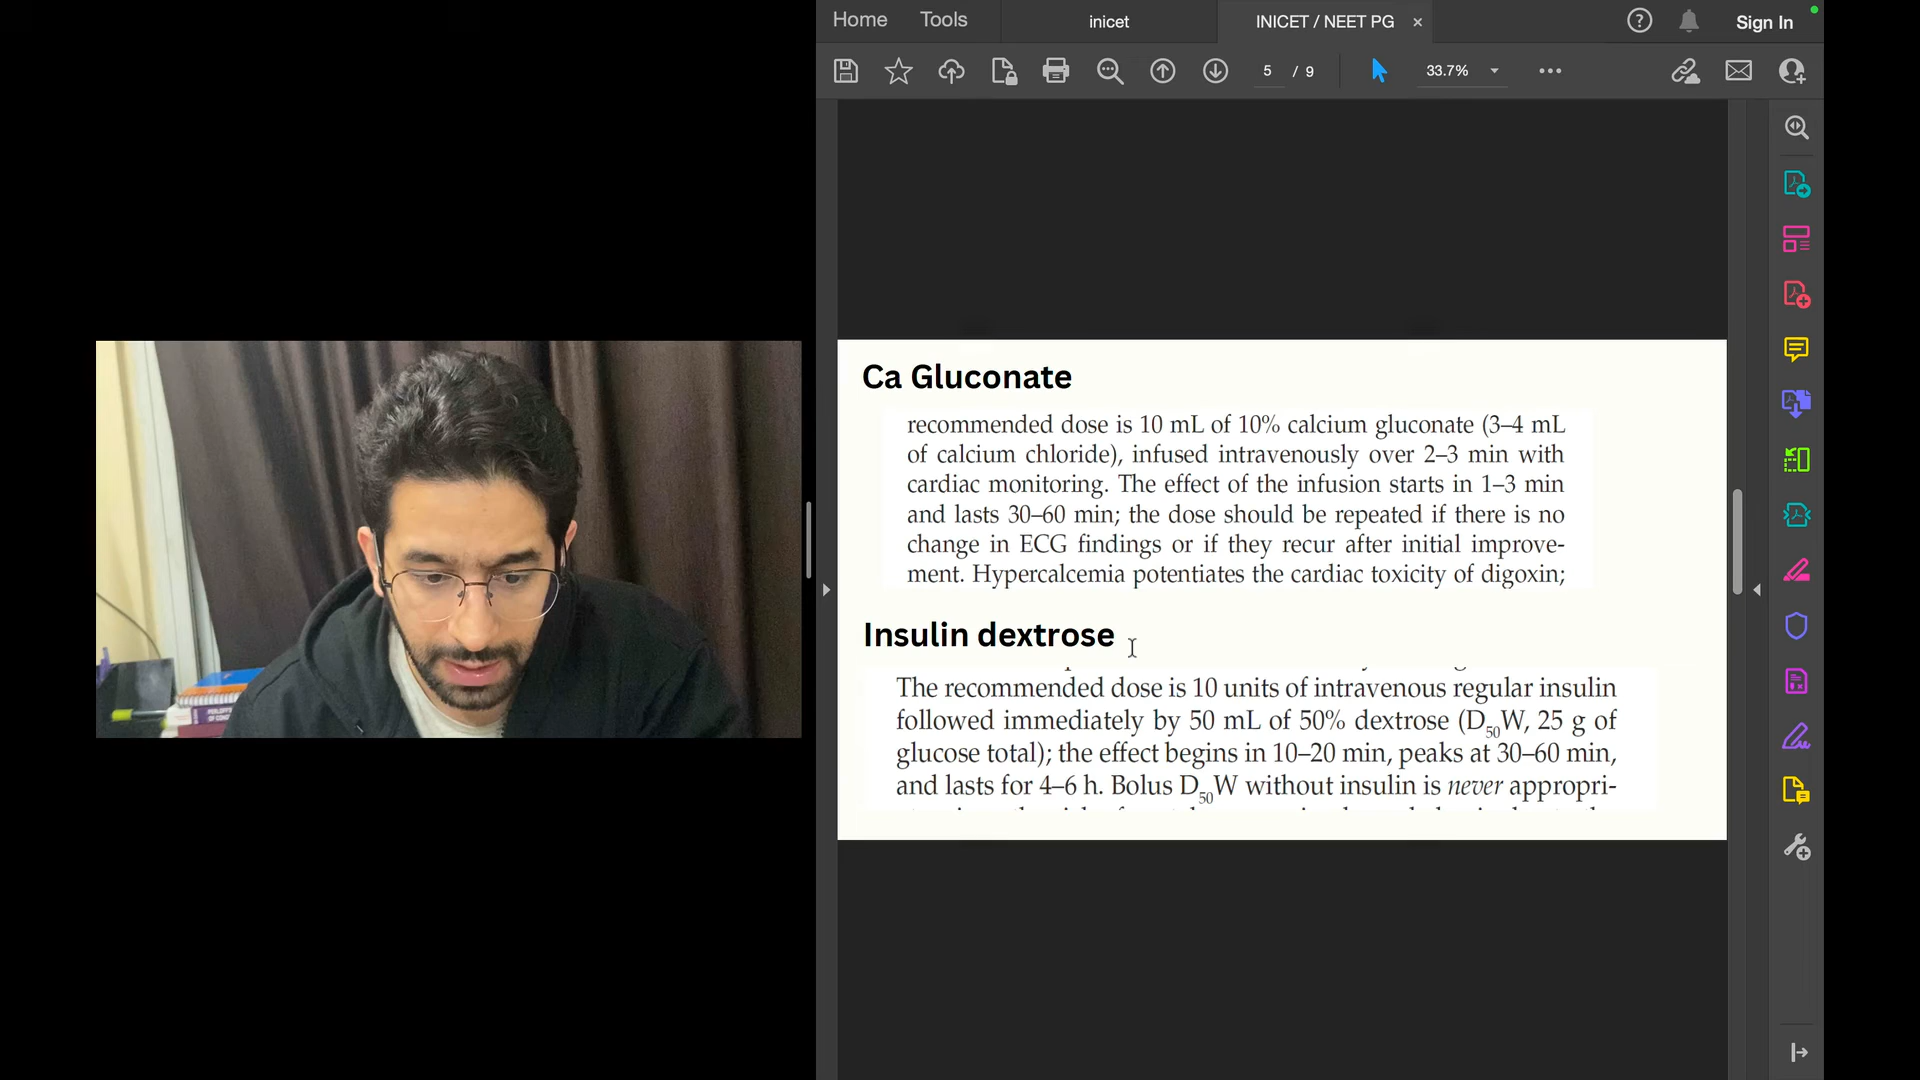 Home
Tools
inicet
INICET / NEET PG
Sign In
5 / 9
33.7%
Ca Gluconate
recommended dose is 10 mL of 10% calcium gluconate (3–4 mL
of calcium chloride), infused intravenously over 2–3 min with
cardiac monitoring. The effect of the infusion starts in 1–3 min
and lasts 30–60 min; the dose should be repeated if there is no
change in ECG findings or if they recur after initial improve-
ment. Hypercalcemia potentiates the cardiac toxicity of digoxin;
Insulin dextrose
The recommended dose is 10 units of intravenous regular insulin
followed immediately by 50 mL of 50% dextrose (D50W, 25 g of
glucose total); the effect begins in 10–20 min, peaks at 30–60 min,
and lasts for 4–6 h. Bolus D50W without insulin is never appropri-